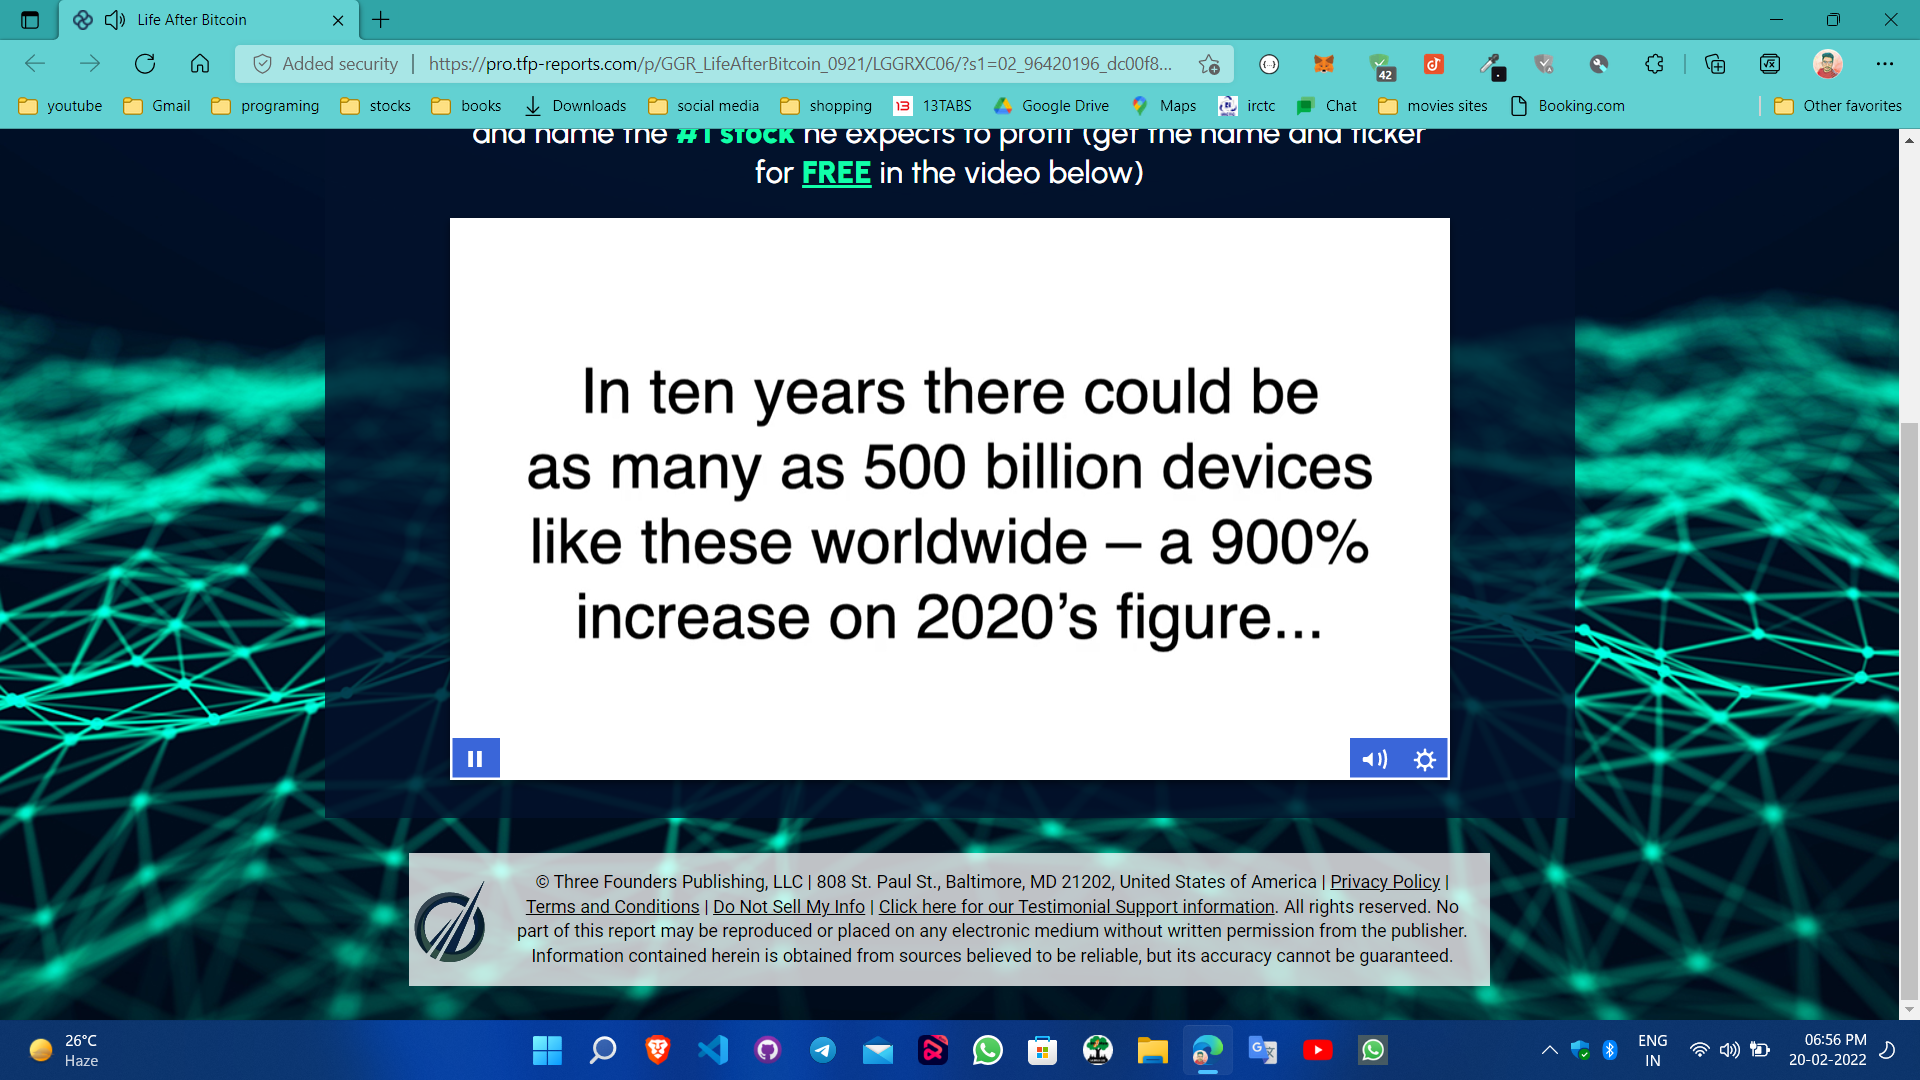 Life After Bitcoin
Added security | https://pro.tfp-reports.com/p/GGR_LifeAfterBitcoin_0921/LGGRXC06/?s1=02_96420196_dc00f8...
42
youtube Gmail programing stocks books Downloads social media shopping 13TABS Google Drive Maps irctc Chat movies sites Booking.com Other favorites
and name the #1 stock he expects to profit (get the name and ticker
for FREE in the video below)
In ten years there could be
as many as 500 billion devices
like these worldwide – a 900%
increase on 2020’s figure...
© Three Founders Publishing, LLC | 808 St. Paul St., Baltimore, MD 21202, United States of America | Privacy Policy |
Terms and Conditions | Do Not Sell My Info | Click here for our Testimonial Support information. All rights reserved. No
part of this report may be reproduced or placed on any electronic medium without written permission from the publisher.
Information contained herein is obtained from sources believed to be reliable, but its accuracy cannot be guaranteed.
26°C
Haze
ENG
IN
06:56 PM
20-02-2022